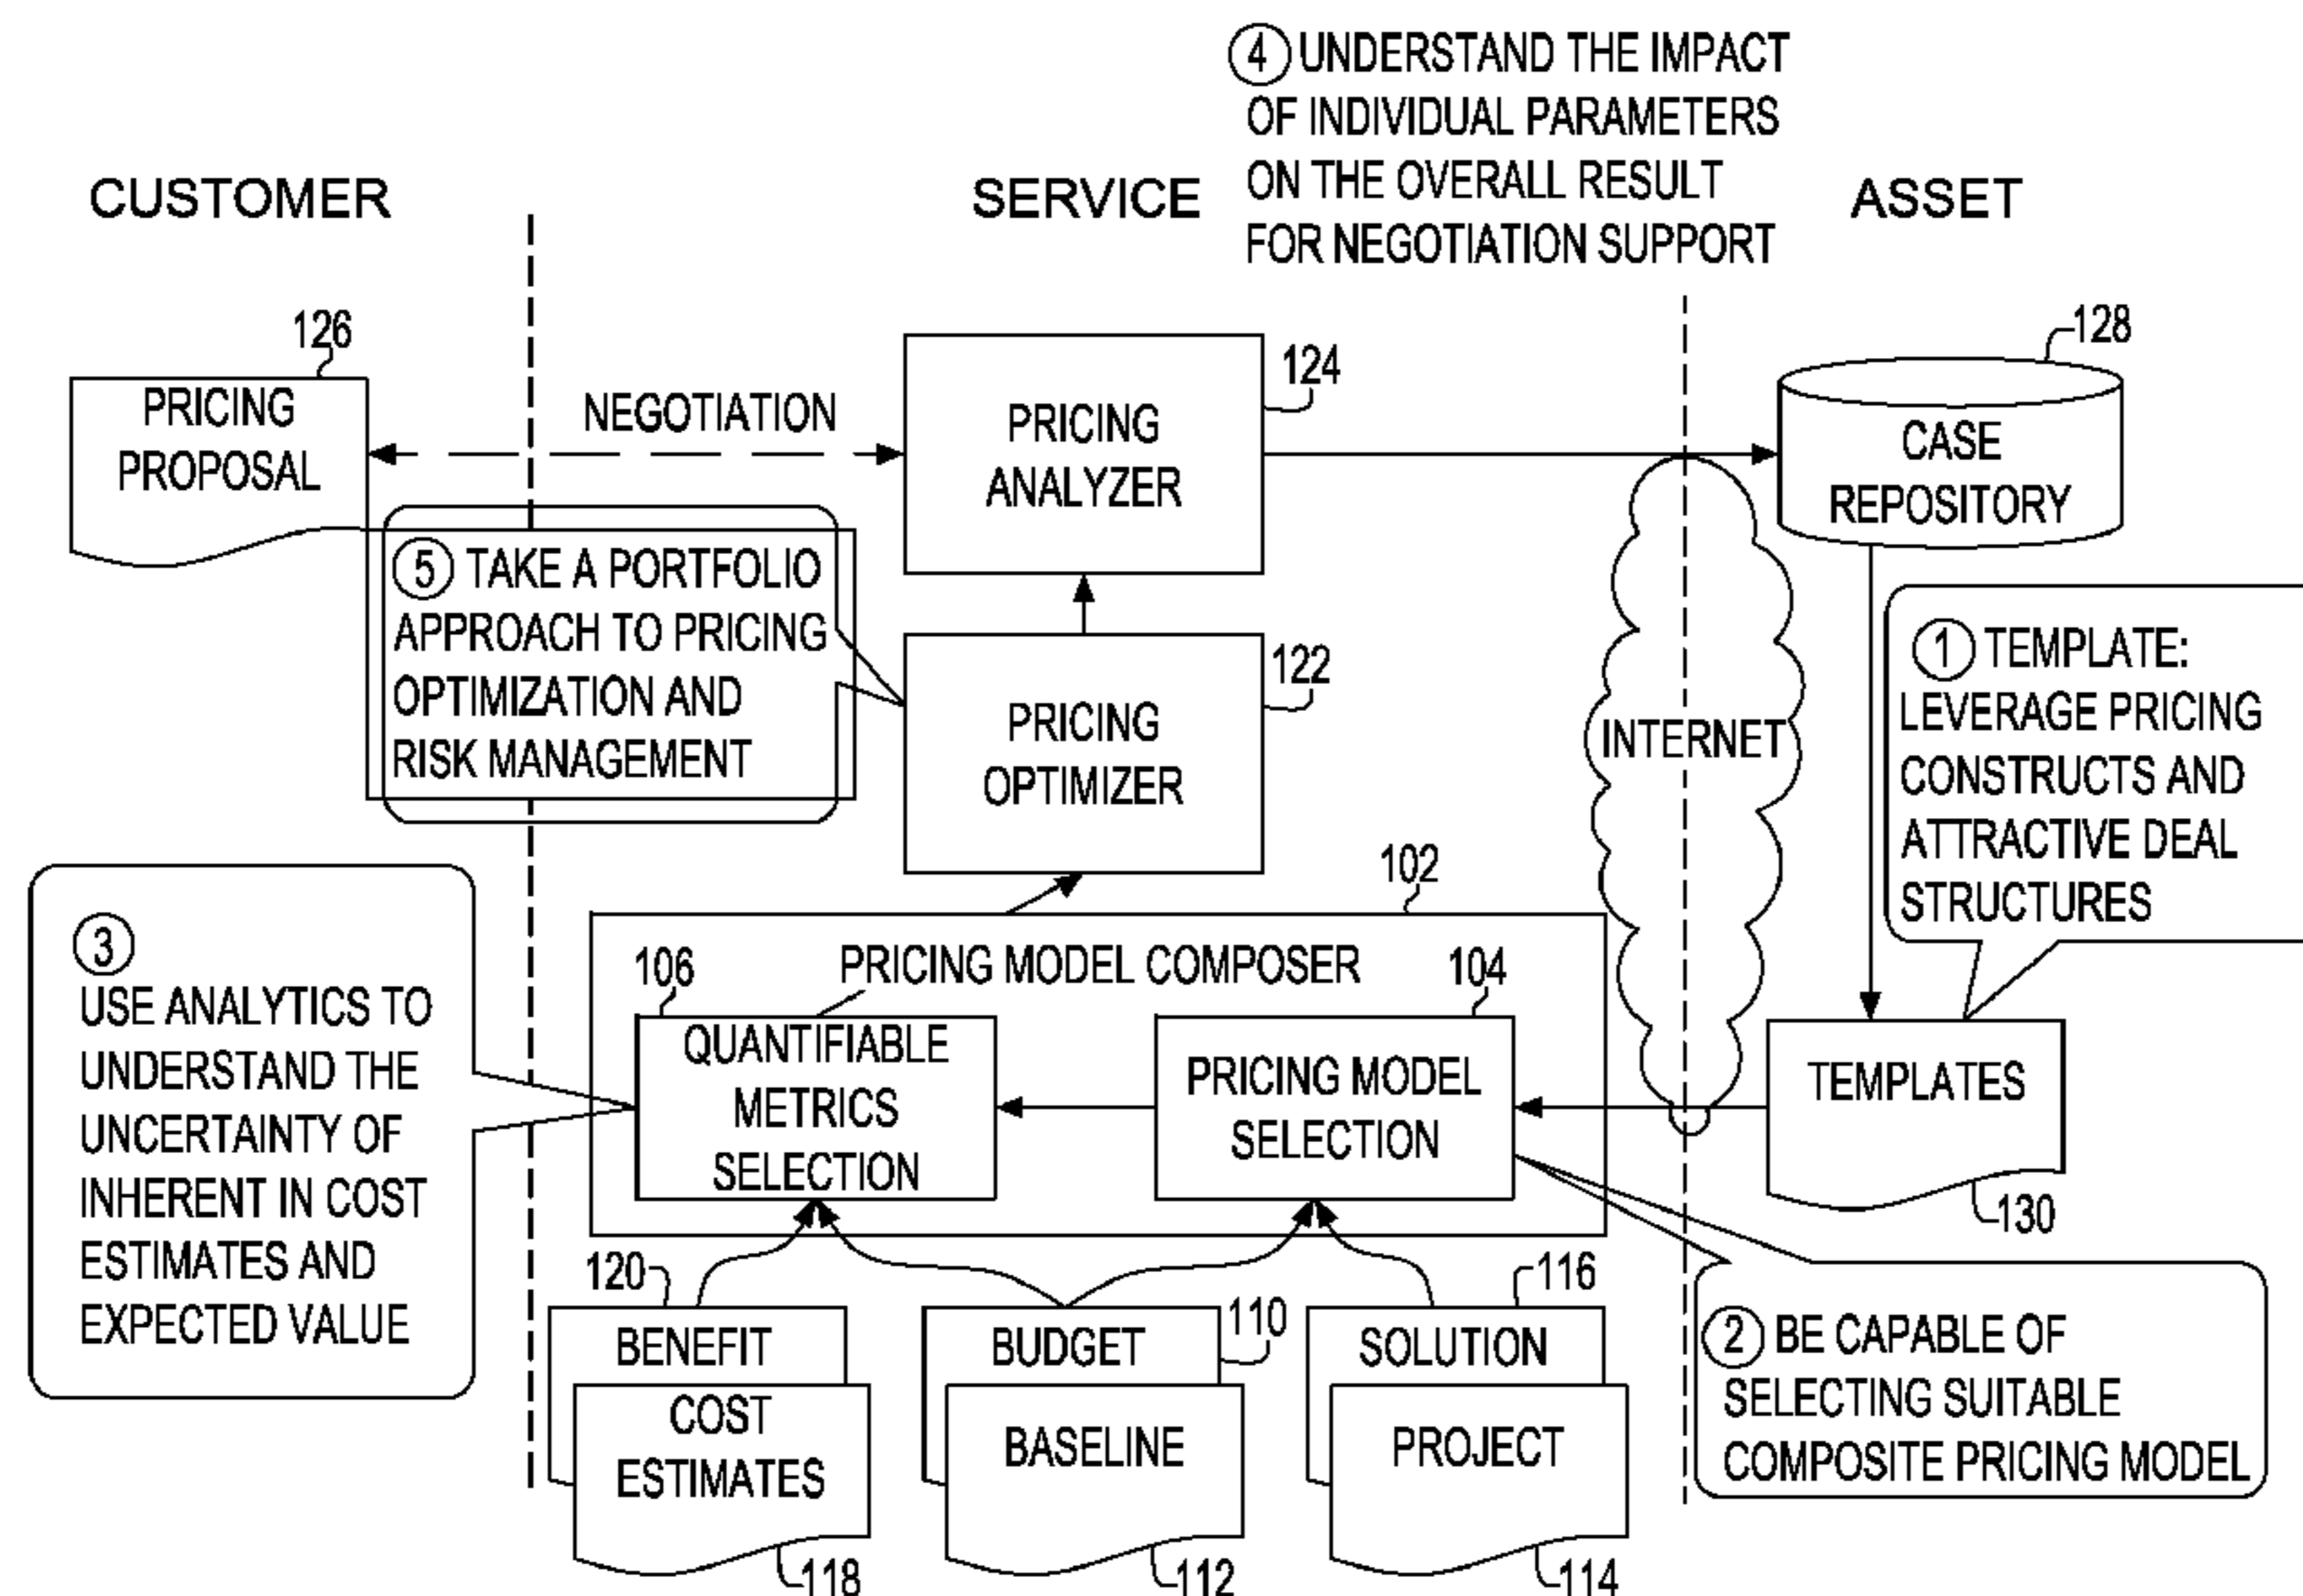 ④ UNDERSTAND THE IMPACT
OF INDIVIDUAL PARAMETERS
ON THE OVERALL RESULT
FOR NEGOTIATION SUPPORT
CUSTOMER
SERVICE
ASSET
126
PRICING
PROPOSAL
NEGOTIATION
124
PRICING
ANALYZER
128
CASE
REPOSITORY
⑤ TAKE A PORTFOLIO
APPROACH TO PRICING
OPTIMIZATION AND
RISK MANAGEMENT
122
PRICING
OPTIMIZER
INTERNET
① TEMPLATE:
LEVERAGE PRICING
CONSTRUCTS AND
ATTRACTIVE DEAL
STRUCTURES
102
③
USE ANALYTICS TO
UNDERSTAND THE
UNCERTAINTY OF
INHERENT IN COST
ESTIMATES AND
EXPECTED VALUE
106
PRICING MODEL COMPOSER
104
QUANTIFIABLE
METRICS
SELECTION
PRICING MODEL
SELECTION
TEMPLATES
130
120
BENEFIT
COST
ESTIMATES
118
110
BUDGET
BASELINE
112
116
SOLUTION
PROJECT
114
② BE CAPABLE OF
SELECTING SUITABLE
COMPOSITE PRICING MODEL